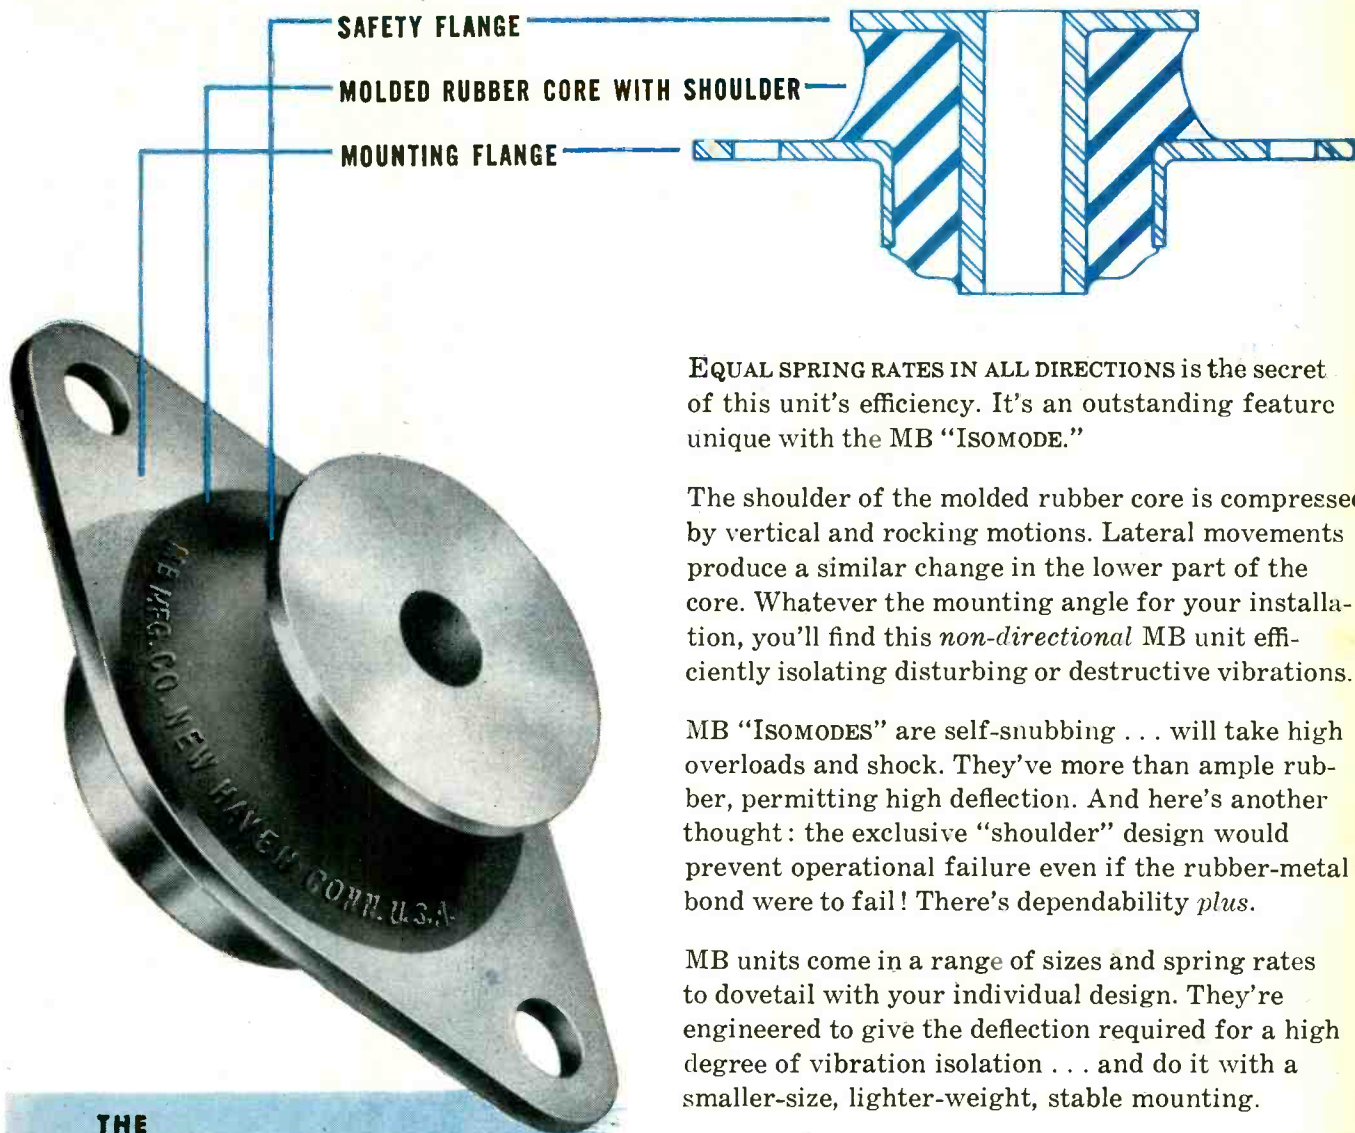 SAFETY FLANGE
MOLDED RUBBER CORE WITH SHOULDER
MOUNTING FLANGE
EQUAL SPRING RATES IN ALL DIRECTIONS is the secret
of this unit's efficiency. It's an outstanding feature
unique with the MB “ISOMODE.”
The shoulder of the molded rubber core is compressed
by vertical and rocking motions. Lateral movements
produce a similar change in the lower part of the
core. Whatever the mounting angle for your installa-
tion, you'll find this non-directional MB unit effi-
ciently isolating disturbing or destructive vibrations.
MB “ISOMODES” are self-snubbing . . . will take high
overloads and shock. They've more than ample rub-
ber, permitting high deflection. And here's another
thought: the exclusive “shoulder” design would
prevent operational failure even if the rubber-metal
bond were to fail! There's dependability plus.
MB units come in a range of sizes and spring rates
to dovetail with your individual design. They're
engineered to give the deflection required for a high
degree of vibration isolation . . . and do it with a
smaller-size, lighter-weight, stable mounting.
MFG. CO. NEW HAVEN CONN. U.S.A.
THE